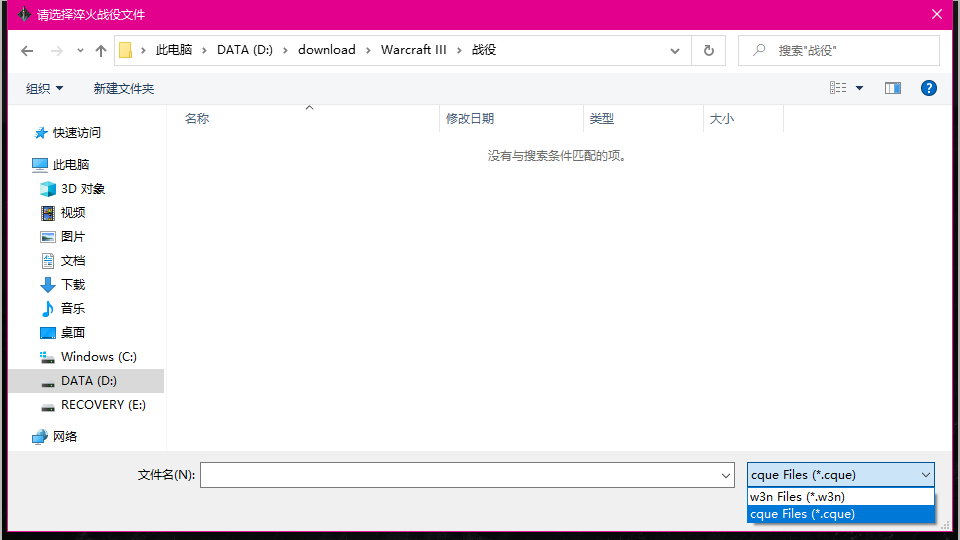 请选择淬火战役文件
此电脑 DATA (D:) download Warcraft III 战役
搜索"战役"
组织 新建文件夹
名称 修改日期 类型 大小
没有与搜索条件匹配的项。
快速访问
此电脑
3D 对象
视频
图片
文档
下载
音乐
桌面
Windows (C:)
DATA (D:)
RECOVERY (E:)
网络
文件名(N):
cque Files (*.cque)
w3n Files (*.w3n)
cque Files (*.cque)